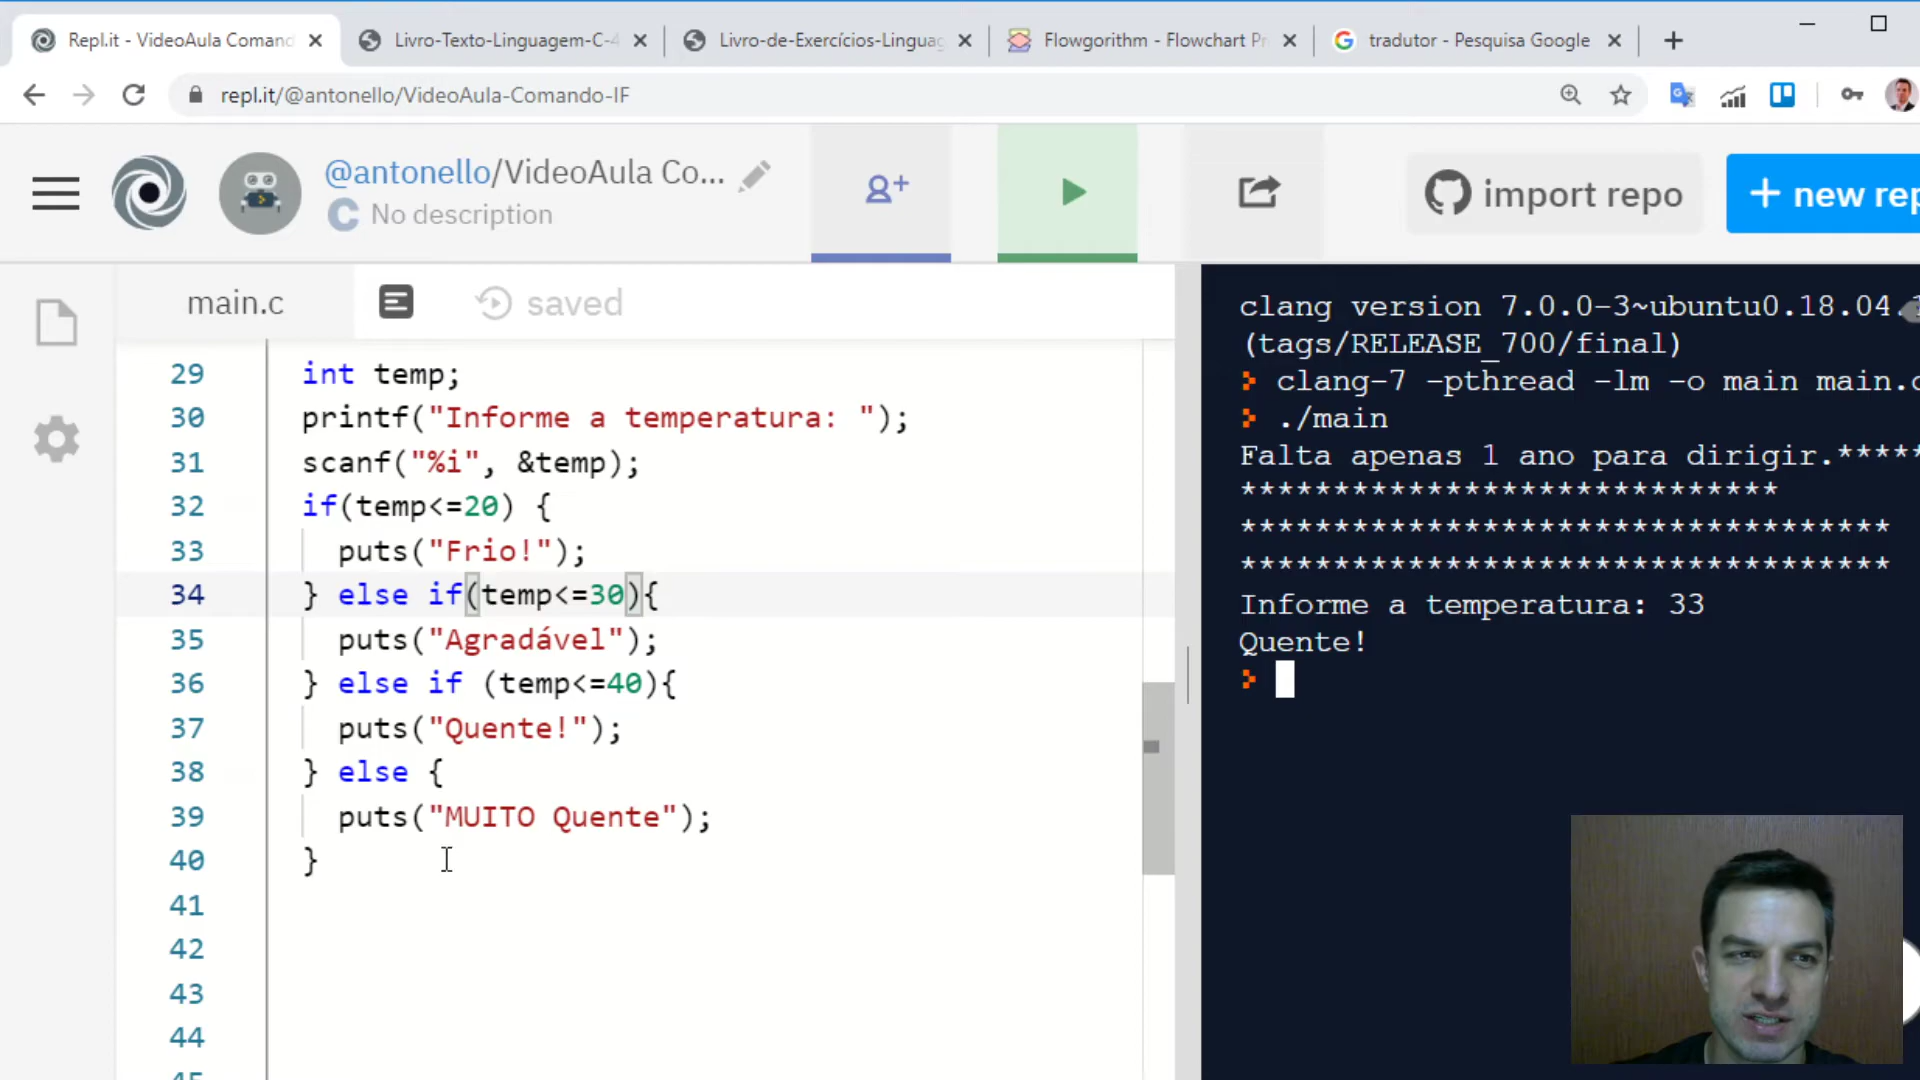 Repl.it - VideoAula Comand
Livro-Texto-Linguagem-C-4
Livro-de-Exercícios-Linguag
Flowgorithm - Flowchart Pr
tradutor - Pesquisa Google
repl.it/@antonello/VideoAula-Comando-IF
@antonello/VideoAula Co...
No description
import repo
+ new rep
main.c
saved
29 int temp;
30 printf("Informe a temperatura: ");
31 scanf("%i", &temp);
32 if(temp<=20) {
33 puts("Frio!");
34 } else if(temp<=30){
35 puts("Agradável");
36 } else if (temp<=40){
37 puts("Quente!");
38 } else {
39 puts("MUITO Quente");
40 }
41
42
43
44
45
clang version 7.0.0-3~ubuntu0.18.04.1
(tags/RELEASE_700/final)
> clang-7 -pthread -lm -o main main.c
> ./main
Falta apenas 1 ano para dirigir.*****
*****************************
***********************************
***********************************
Informe a temperatura: 33
Quente!
>